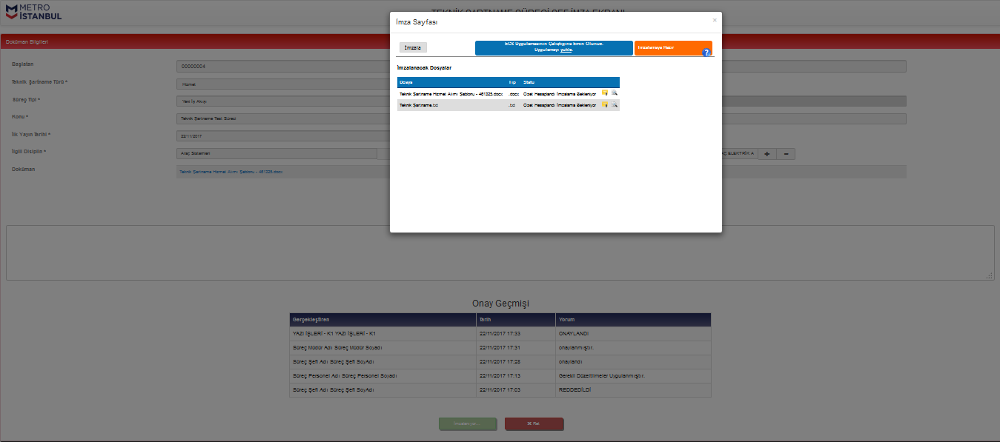 METRO
İSTANBUL
TEKNİK ŞARTNAME SÜRECİ ŞEF İMZA EKRANI
İmza Sayfası
×
Doküman Bilgileri
İmzala
ECS Uygulamasının Çalıştığına Emin Olunuz.
Uygulamayı yükle.
İmzalamaya Hazır
?
Başlatan
00000004
İmzalanacak Dosyalar
Teknik Şartname Türü *
Hizmet
Dosya Tip Statu
Teknik Şartname Hizmet Alımı Şablonu - 461325.docx .docx Özet Hesaplandı İmzalama Bekleniyor
Süreç Tipi *
Yeni İş Akışı
Teknik Şartname.txt .txt Özet Hesaplandı İmzalama Bekleniyor
Konu *
Teknik Şartname Test Süreci
İlk Yayın Tarihi *
22/11/2017
İlgili Disiplin *
Araç Sistemleri
ELEKTRİK A
+ −
Doküman
Teknik Şartname Hizmet Alımı Şablonu - 461325.docx
Onay Geçmişi
Gerçekleştiren Tarih Yorum
YAZI İŞLERİ - K1 YAZI İŞLERİ - K1 22/11/2017 17:33 ONAYLANDI
Süreç Müdür Adı Süreç Müdür Soyadı 22/11/2017 17:31 onaylanmıştır.
Süreç Şefi Adı Süreç Şefi SoyAdı 22/11/2017 17:28 onaylandı
Süreç Personel Adı Süreç Personel Soyadı 22/11/2017 17:13 Gerekli Düzeltilmeler Uygulanmıştır.
Süreç Şefi Adı Süreç Şefi SoyAdı 22/11/2017 17:03 REDDEDİLDİ
✖ Ret